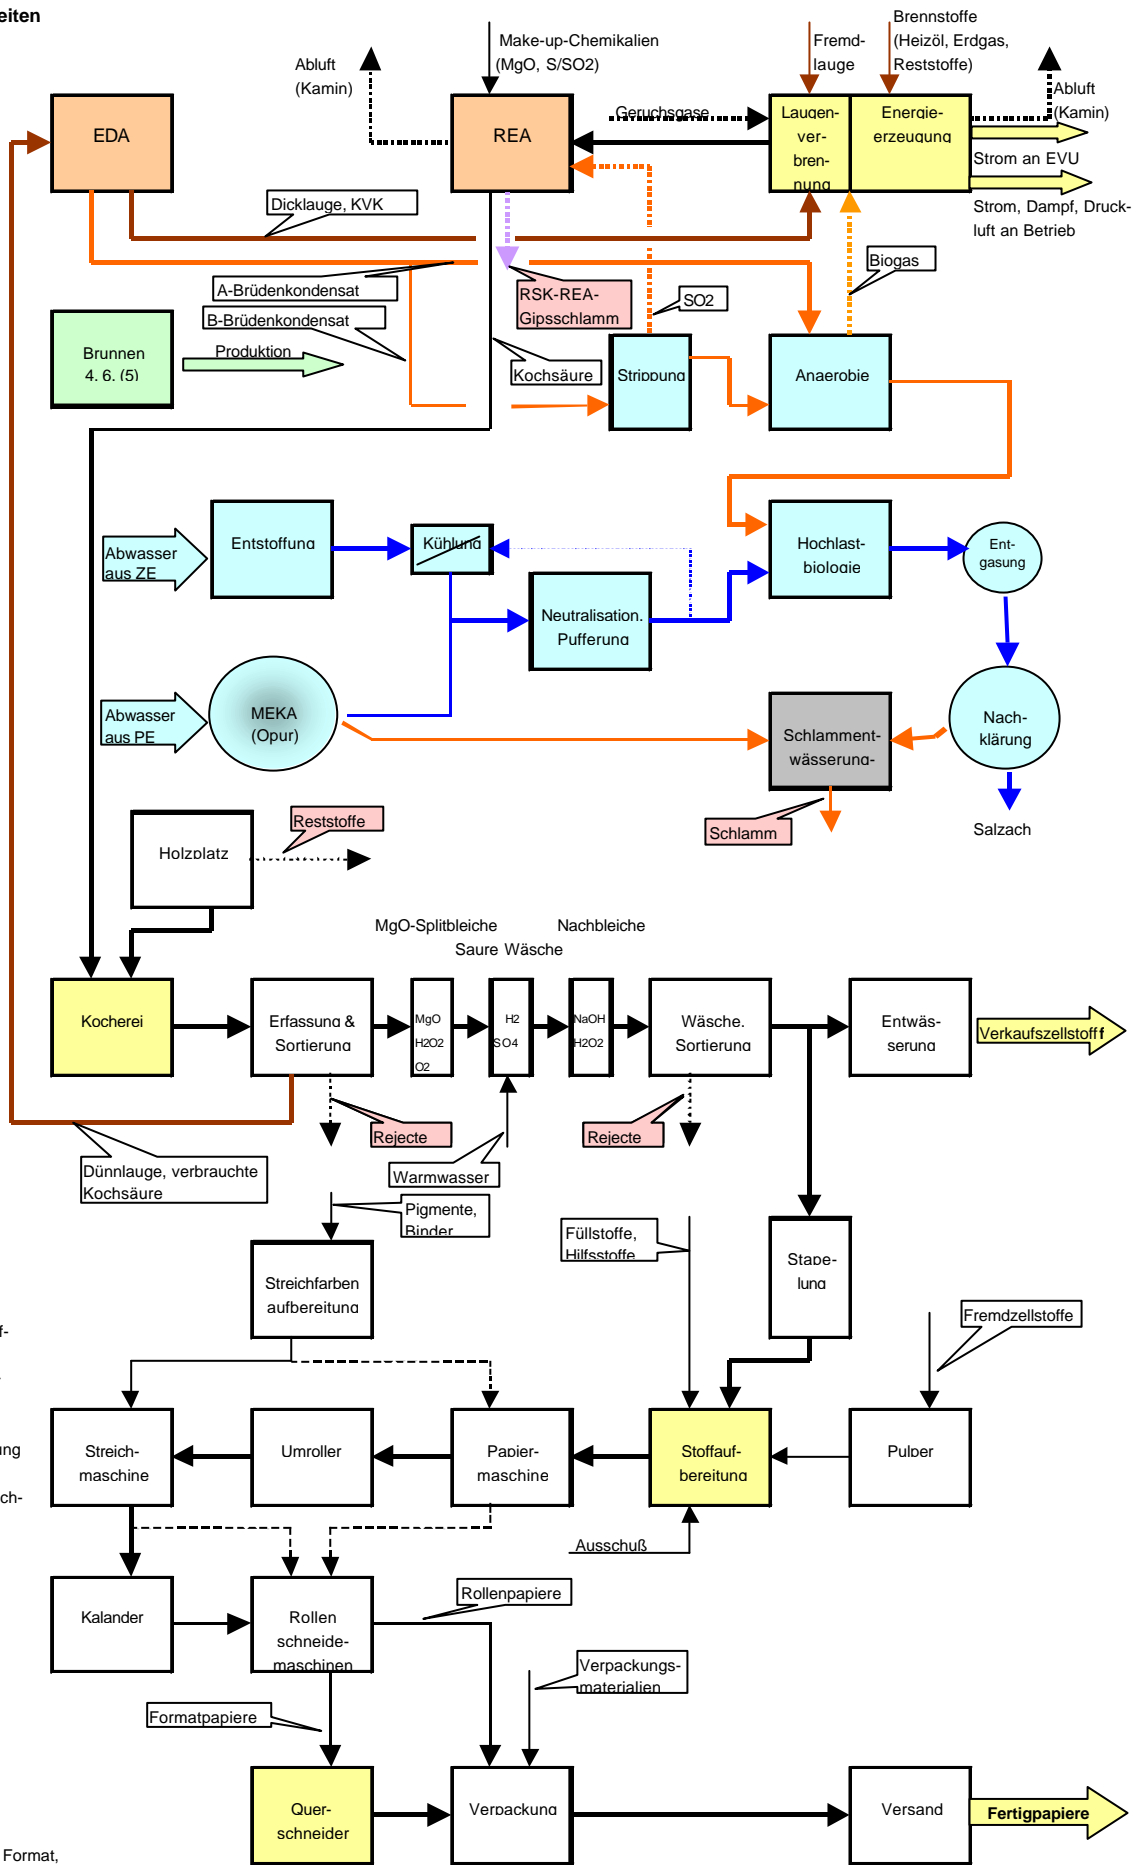 eiten
Brennstoffe
(Heizöl, Erdgas,
Reststoffe)
Make-up-Chemikalien
(MgO, S/SO2)
Fremd-
lauge
Abluft
(Kamin)
Abluft
(Kamin)
Geruchsgase
EDA
REA
Laugen-
ver-
bren-
nung
Energie-
erzeugung
Strom an EVU
Strom, Dampf, Druck-
luft an Betrieb
Dicklauge, KVK
Biogas
A-Brüdenkondensat
B-Brüdenkondensat
RSK-REA-
Gipsschlamm
SO2
Brunnen
4. 6. (5)
Produktion
Kochsäure
Strippung
Anaerobie
Abwasser
aus ZE
Entstoffung
Kühlung
Hochlast-
biologie
Ent-
gasung
Neutralisation.
Pufferung
Abwasser
aus PE
MEKA
(Opur)
Schlamment-
wässerung-
Nach-
klärung
Schlamm
Salzach
Holzplatz
Reststoffe
MgO-Splitbleiche
Nachbleiche
Saure Wäsche
Kocherei
Erfassung &
Sortierung
MgO
H2O2
O2
H2
SO4
NaOH
H2O2
Wäsche.
Sortierung
Entwäs-
serung
Verkaufszellstoff
Rejecte
Rejecte
Dünnlauge, verbrauchte
Kochsäure
Warmwasser
Pigmente,
Binder
Füllstoffe,
Hilfsstoffe
Streichfarben
aufbereitung
Stape-
lung
Fremdzellstoffe
f-
ung
ch-
Streich-
maschine
Umroller
Papier-
maschine
Stoffauf-
bereitung
Pulper
Ausschuß
Kalander
Rollen
schneide-
maschinen
Rollenpapiere
Verpackungs-
materialien
Formatpapiere
Quer-
schneider
Verpackung
Versand
Fertigpapiere
Format,